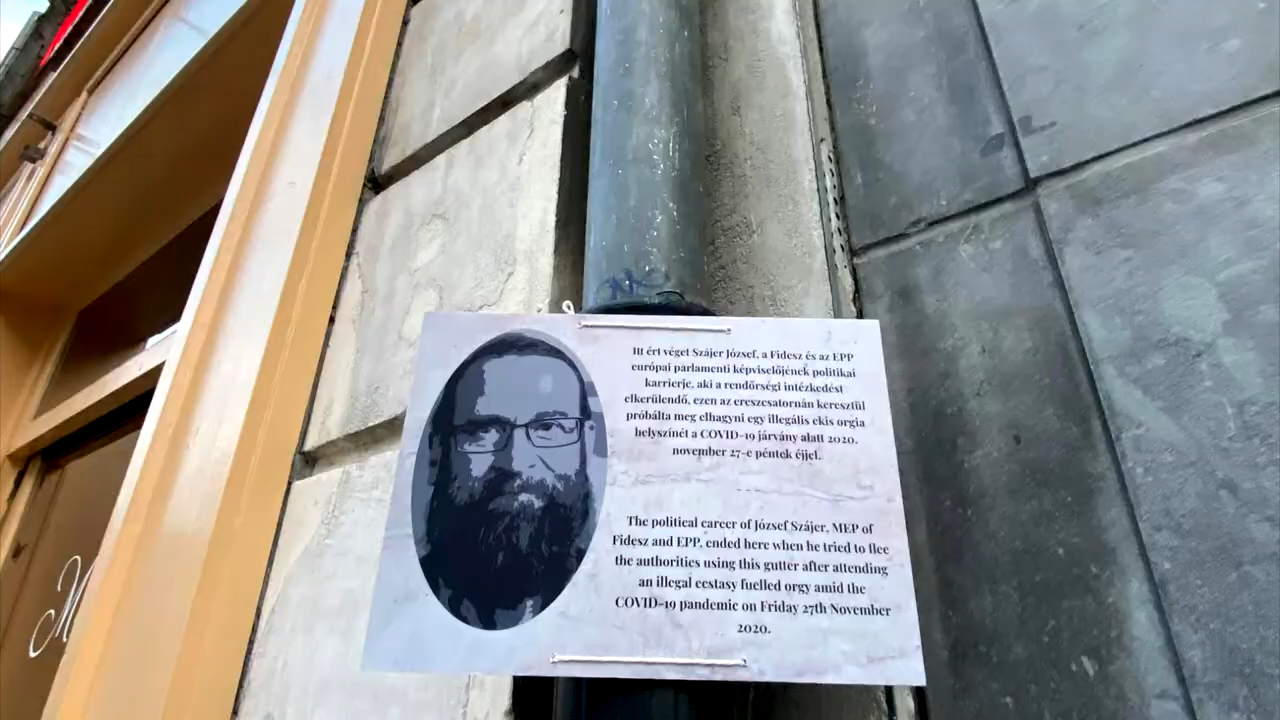 Itt ért véget Szájer József, a Fidesz és az EPP
európai parlamenti képviselőjének politikai
karrierje, aki a rendőrségi intézkedést
elkerülendő, ezen az ereszcsatornán keresztül
próbálta meg elhagyni egy illegális ekis orgia
helyszínét a COVID-19 járvány alatt 2020.
november 27-e péntek éjjel.
The political career of József Szájer, MEP of
Fidesz and EPP, ended here when he tried to flee
the authorities using this gutter after attending
an illegal ecstasy fuelled orgy amid the
COVID-19 pandemic on Friday 27th November
2020.